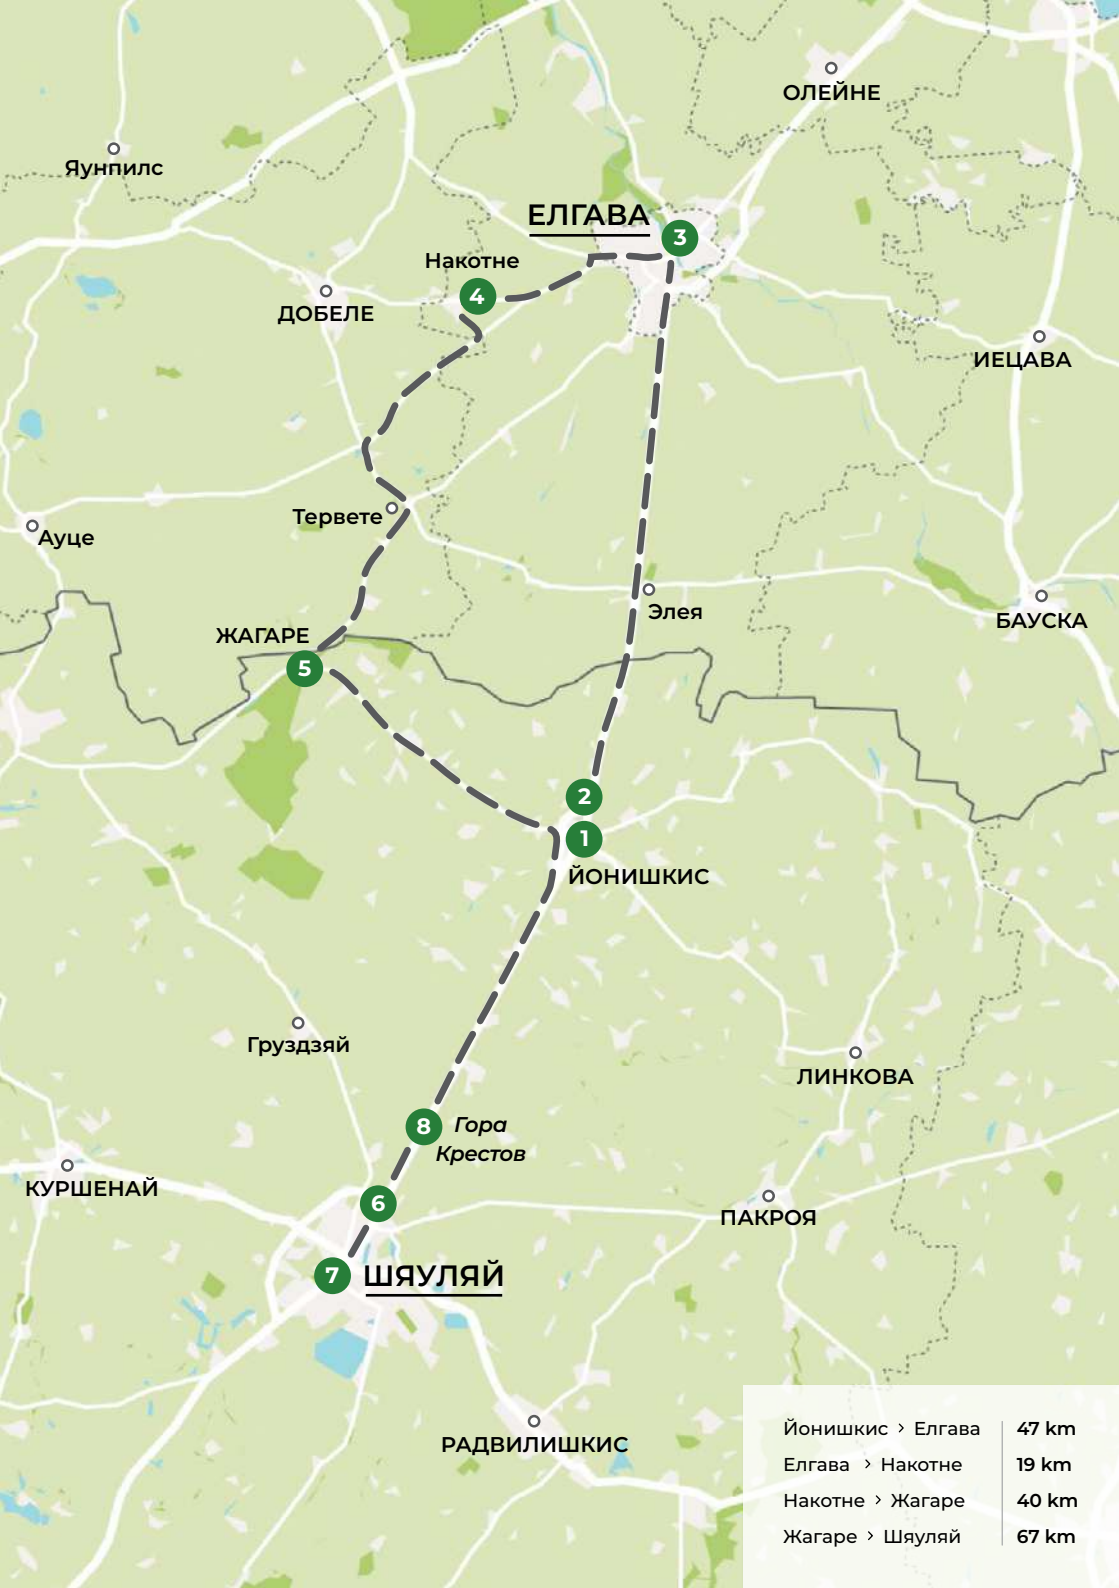 ОЛЕЙНЕ
Яунпилс
ЕЛГАВА
3
Накотне
4
ДОБЕЛЕ
ИЕЦАВА
Тервете
Ауце
Элея
БАУСКА
ЖАГАРЕ
5
2
1
ЙОНИШКИС
Груздзяй
ЛИНКОВА
8
Гора
Крестов
КУРШЕНАЙ
6
ПАКРОЯ
7
ШЯУЛЯЙ
РАДВИЛИШКИС
Йонишкис › Елгава 47 km
Елгава › Накотне 19 km
Накотне › Жагаре 40 km
Жагаре › Шяуляй 67 km